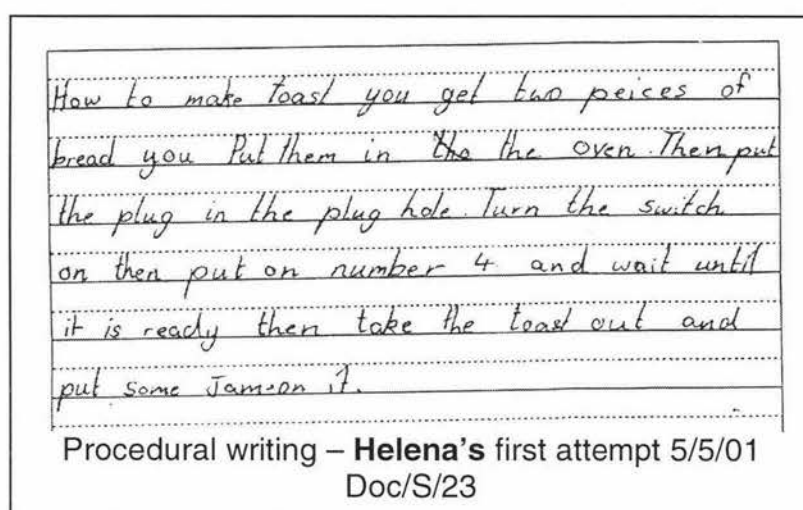 How to make toast you get two peices of
bread you Put them in the the oven. Then put
the plug in the plug hole. Turn the switch
on then put on number 4 and wait until
it is ready then take the toast out and
put some Jam on it.
Procedural writing – Helena's first attempt 5/5/01
Doc/S/23